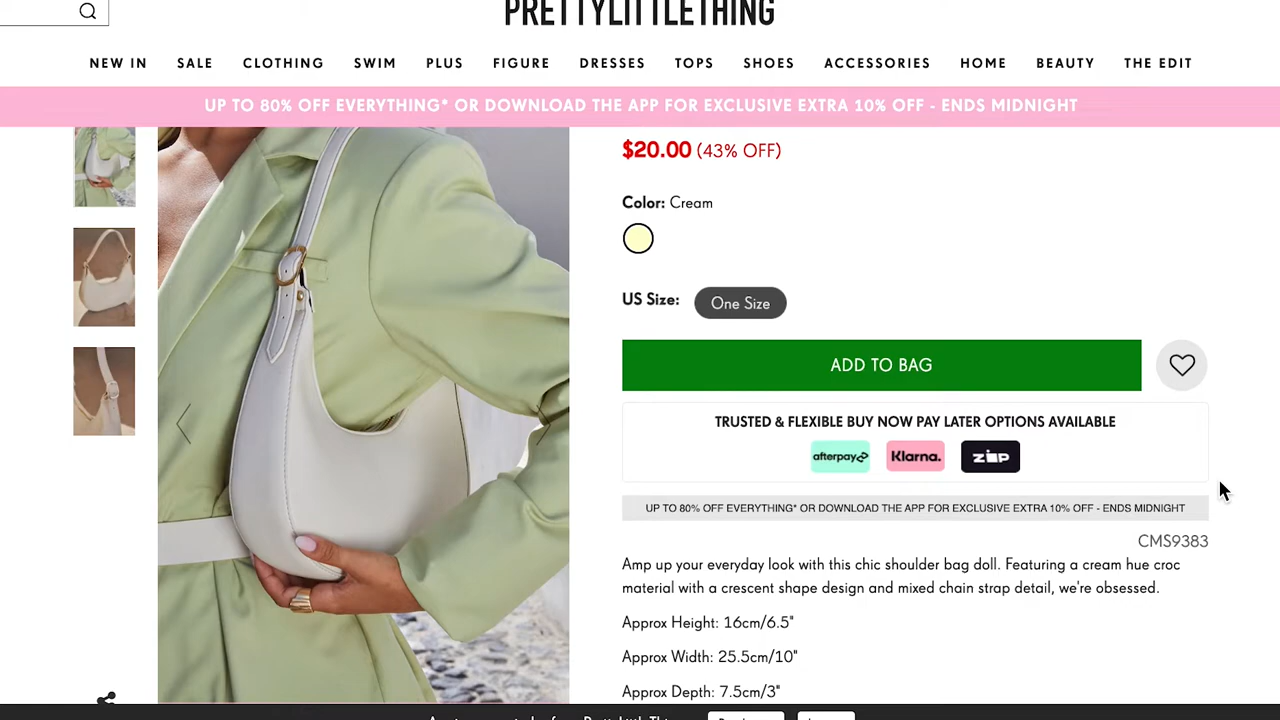 PRETTYLITTLETHING
NEW IN SALE CLOTHING SWIM PLUS FIGURE DRESSES TOPS SHOES ACCESSORIES HOME BEAUTY THE EDIT
UP TO 80% OFF EVERYTHING* OR DOWNLOAD THE APP FOR EXCLUSIVE EXTRA 10% OFF - ENDS MIDNIGHT
$20.00 (43% OFF)
Color: Cream
US Size: One Size
ADD TO BAG
TRUSTED & FLEXIBLE BUY NOW PAY LATER OPTIONS AVAILABLE
afterpay Klarna. zip
UP TO 80% OFF EVERYTHING* OR DOWNLOAD THE APP FOR EXCLUSIVE EXTRA 10% OFF - ENDS MIDNIGHT
CMS9383
Amp up your everyday look with this chic shoulder bag doll. Featuring a cream hue croc
material with a crescent shape design and mixed chain strap detail, we're obsessed.
Approx Height: 16cm/6.5"
Approx Width: 25.5cm/10"
Approx Depth: 7.5cm/3"